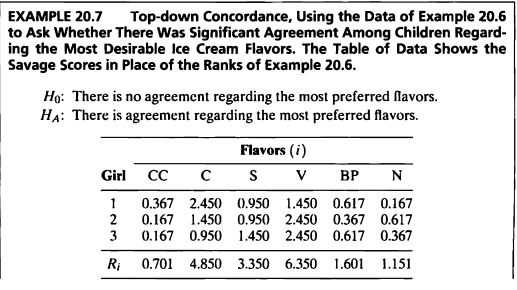 EXAMPLE 20.7 Top-down Concordance, Using the Data of Example 20.6
to Ask Whether There Was Significant Agreement Among Children Regard-
ing the Most Desirable Ice Cream Flavors. The Table of Data Shows the
Savage Scores in Place of the Ranks of Example 20.6.
H0: There is no agreement regarding the most preferred flavors.
HA: There is agreement regarding the most preferred flavors.
Flavors (i)
Girl CC C S V BP N
1 0.367 2.450 0.950 1.450 0.617 0.167
2 0.167 1.450 0.950 2.450 0.367 0.617
3 0.167 0.950 1.450 2.450 0.617 0.367
Ri 0.701 4.850 3.350 6.350 1.601 1.151